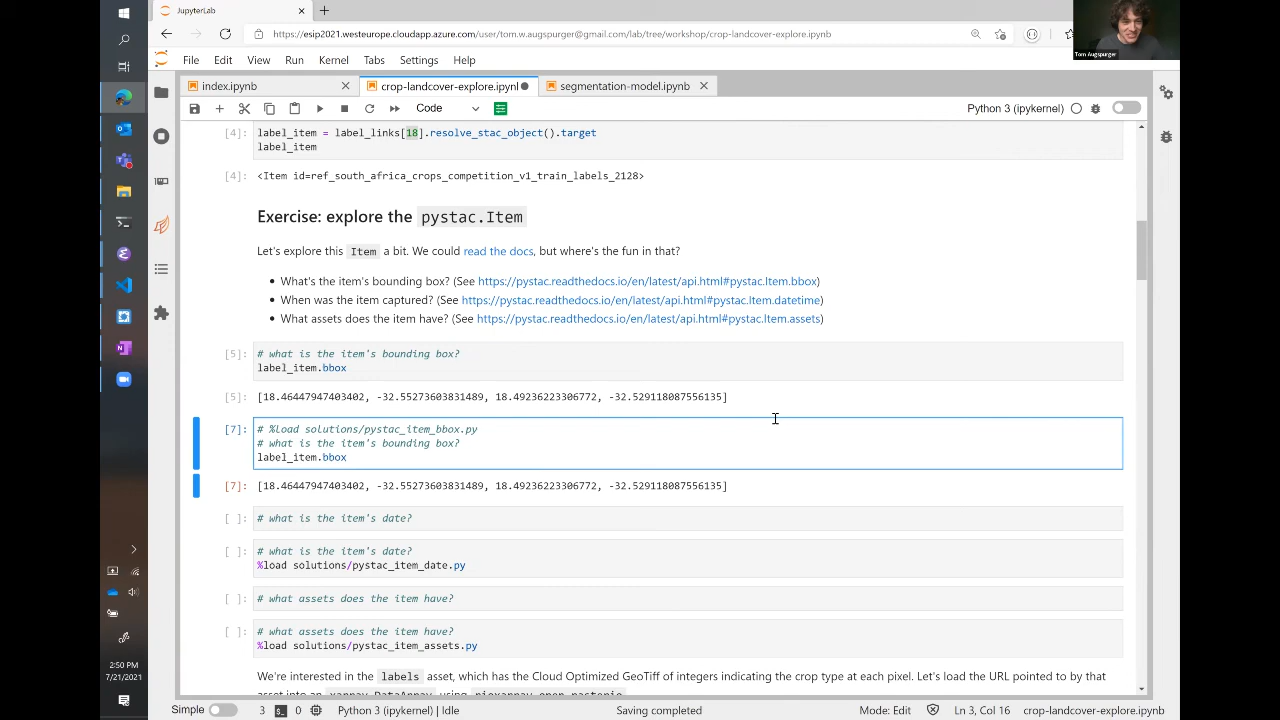 JupyterLab
https://esip2021.westeurope.cloudapp.azure.com/user/tom.w.augspurger@gmail.com/lab/tree/workshop/crop-landcover-explore.ipynb
Tom Augspurger
File Edit View Run Kernel Tabs Settings Help
index.ipynb crop-landcover-explore.ipynb segmentation-model.ipynb
Code Python 3 (ipykernel)
[4]: label_item = label_links[18].resolve_stac_object().target
label_item
[4]: <Item id=ref_south_africa_crops_competition_v1_train_labels_2128>
Exercise: explore the pystac.Item
Let's explore this Item a bit. We could read the docs, but where's the fun in that?
• What's the item's bounding box? (See https://pystac.readthedocs.io/en/latest/api.html#pystac.Item.bbox)
• When was the item captured? (See https://pystac.readthedocs.io/en/latest/api.html#pystac.Item.datetime)
• What assets does the item have? (See https://pystac.readthedocs.io/en/latest/api.html#pystac.Item.assets)
[5]: # what is the item's bounding box?
label_item.bbox
[5]: [18.46447947403402, -32.55273603831489, 18.49236223306772, -32.529118087556135]
[7]: # %load solutions/pystac_item_bbox.py
# what is the item's bounding box?
label_item.bbox
[7]: [18.46447947403402, -32.55273603831489, 18.49236223306772, -32.529118087556135]
[ ]: # what is the item's date?
[ ]: # what is the item's date?
%load solutions/pystac_item_date.py
[ ]: # what assets does the item have?
[ ]: # what assets does the item have?
%load solutions/pystac_item_assets.py
We're interested in the labels asset, which has the Cloud Optimized GeoTiff of integers indicating the crop type at each pixel. Let's load the URL pointed to by that
asset into an xarray.DataArray using rioxarray.open_rasterio
2:50 PM
7/21/2021
Simple 3 0 Python 3 (ipykernel) | Idle Saving completed Mode: Edit Ln 3, Col 16 crop-landcover-explore.ipynb